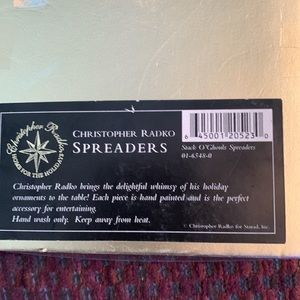 Christopher Radko
HOME FOR THE HOLIDAYS
CHRISTOPHER RADKO
SPREADERS
6 45001 20523 0
Stack O'Ghouls Spreaders
01-6548-0
Christopher Radko brings the delightful whimsy of his holiday
ornaments to the table! Each piece is hand painted and is the perfect
accessory for entertaining.
Hand wash only. Keep away from heat.
© Christopher Radko for Starad, Inc.